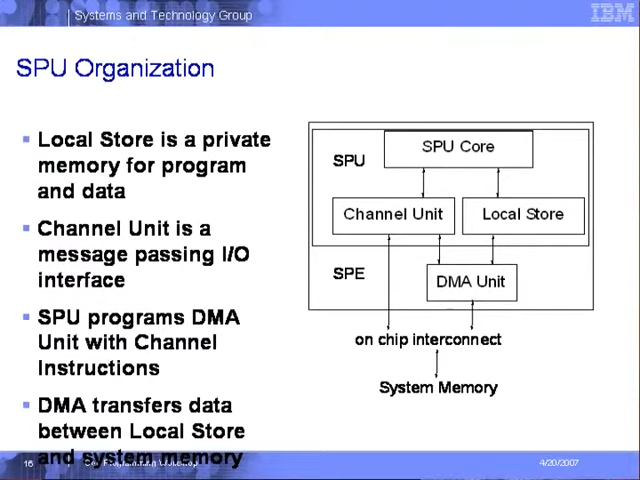 Systems and Technology Group
IBM
SPU Organization
Local Store is a private
memory for program
and data
Channel Unit is a
message passing I/O
interface
SPU programs DMA
Unit with Channel
Instructions
DMA transfers data
between Local Store
and system memory
SPU Core
SPU
Channel Unit
Local Store
SPE
DMA Unit
on chip interconnect
System Memory
16
Programming Workshop
4/20/2007